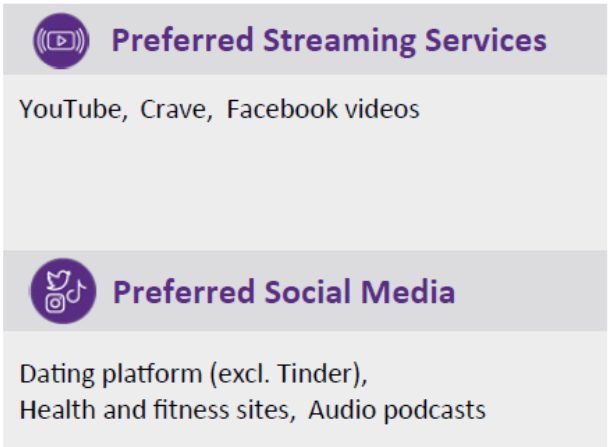 Preferred Streaming Services
YouTube, Crave, Facebook videos
Preferred Social Media
Dating platform (excl. Tinder),
Health and fitness sites, Audio podcasts